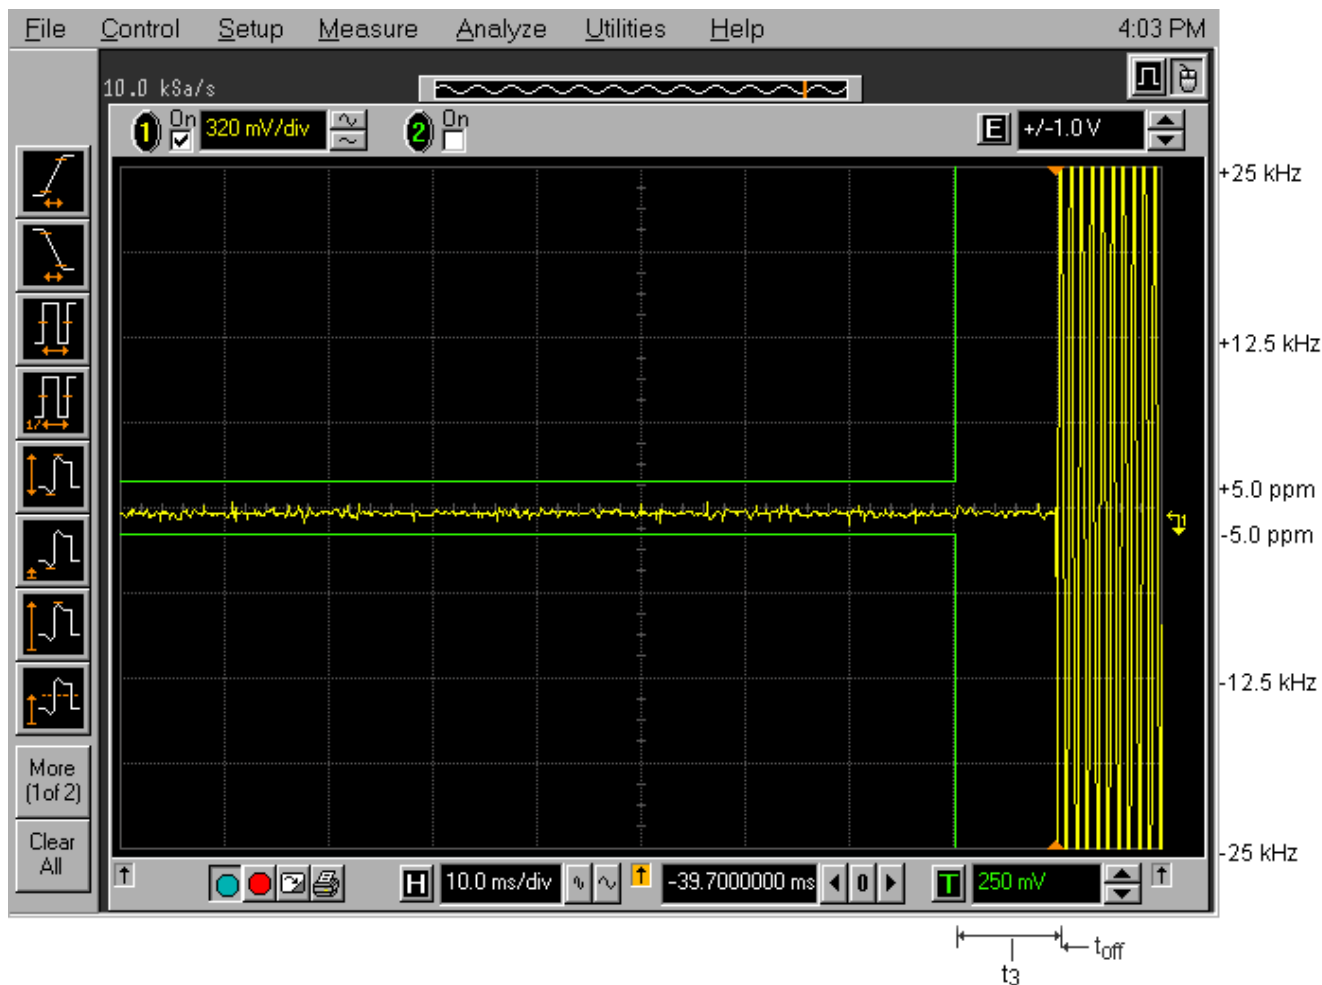 File Control Setup Measure Analyze Utilities Help 4:03 PM
10.0 kSa/s
1 On 320 mV/div 2 On E +/-1.0 V
+25 kHz
+12.5 kHz
1/
+5.0 ppm
1
-5.0 ppm
-12.5 kHz
More
(1of 2)
Clear
All
-25 kHz
H 10.0 ms/div -39.7000000 ms 0 T 250 mV
toff
t3